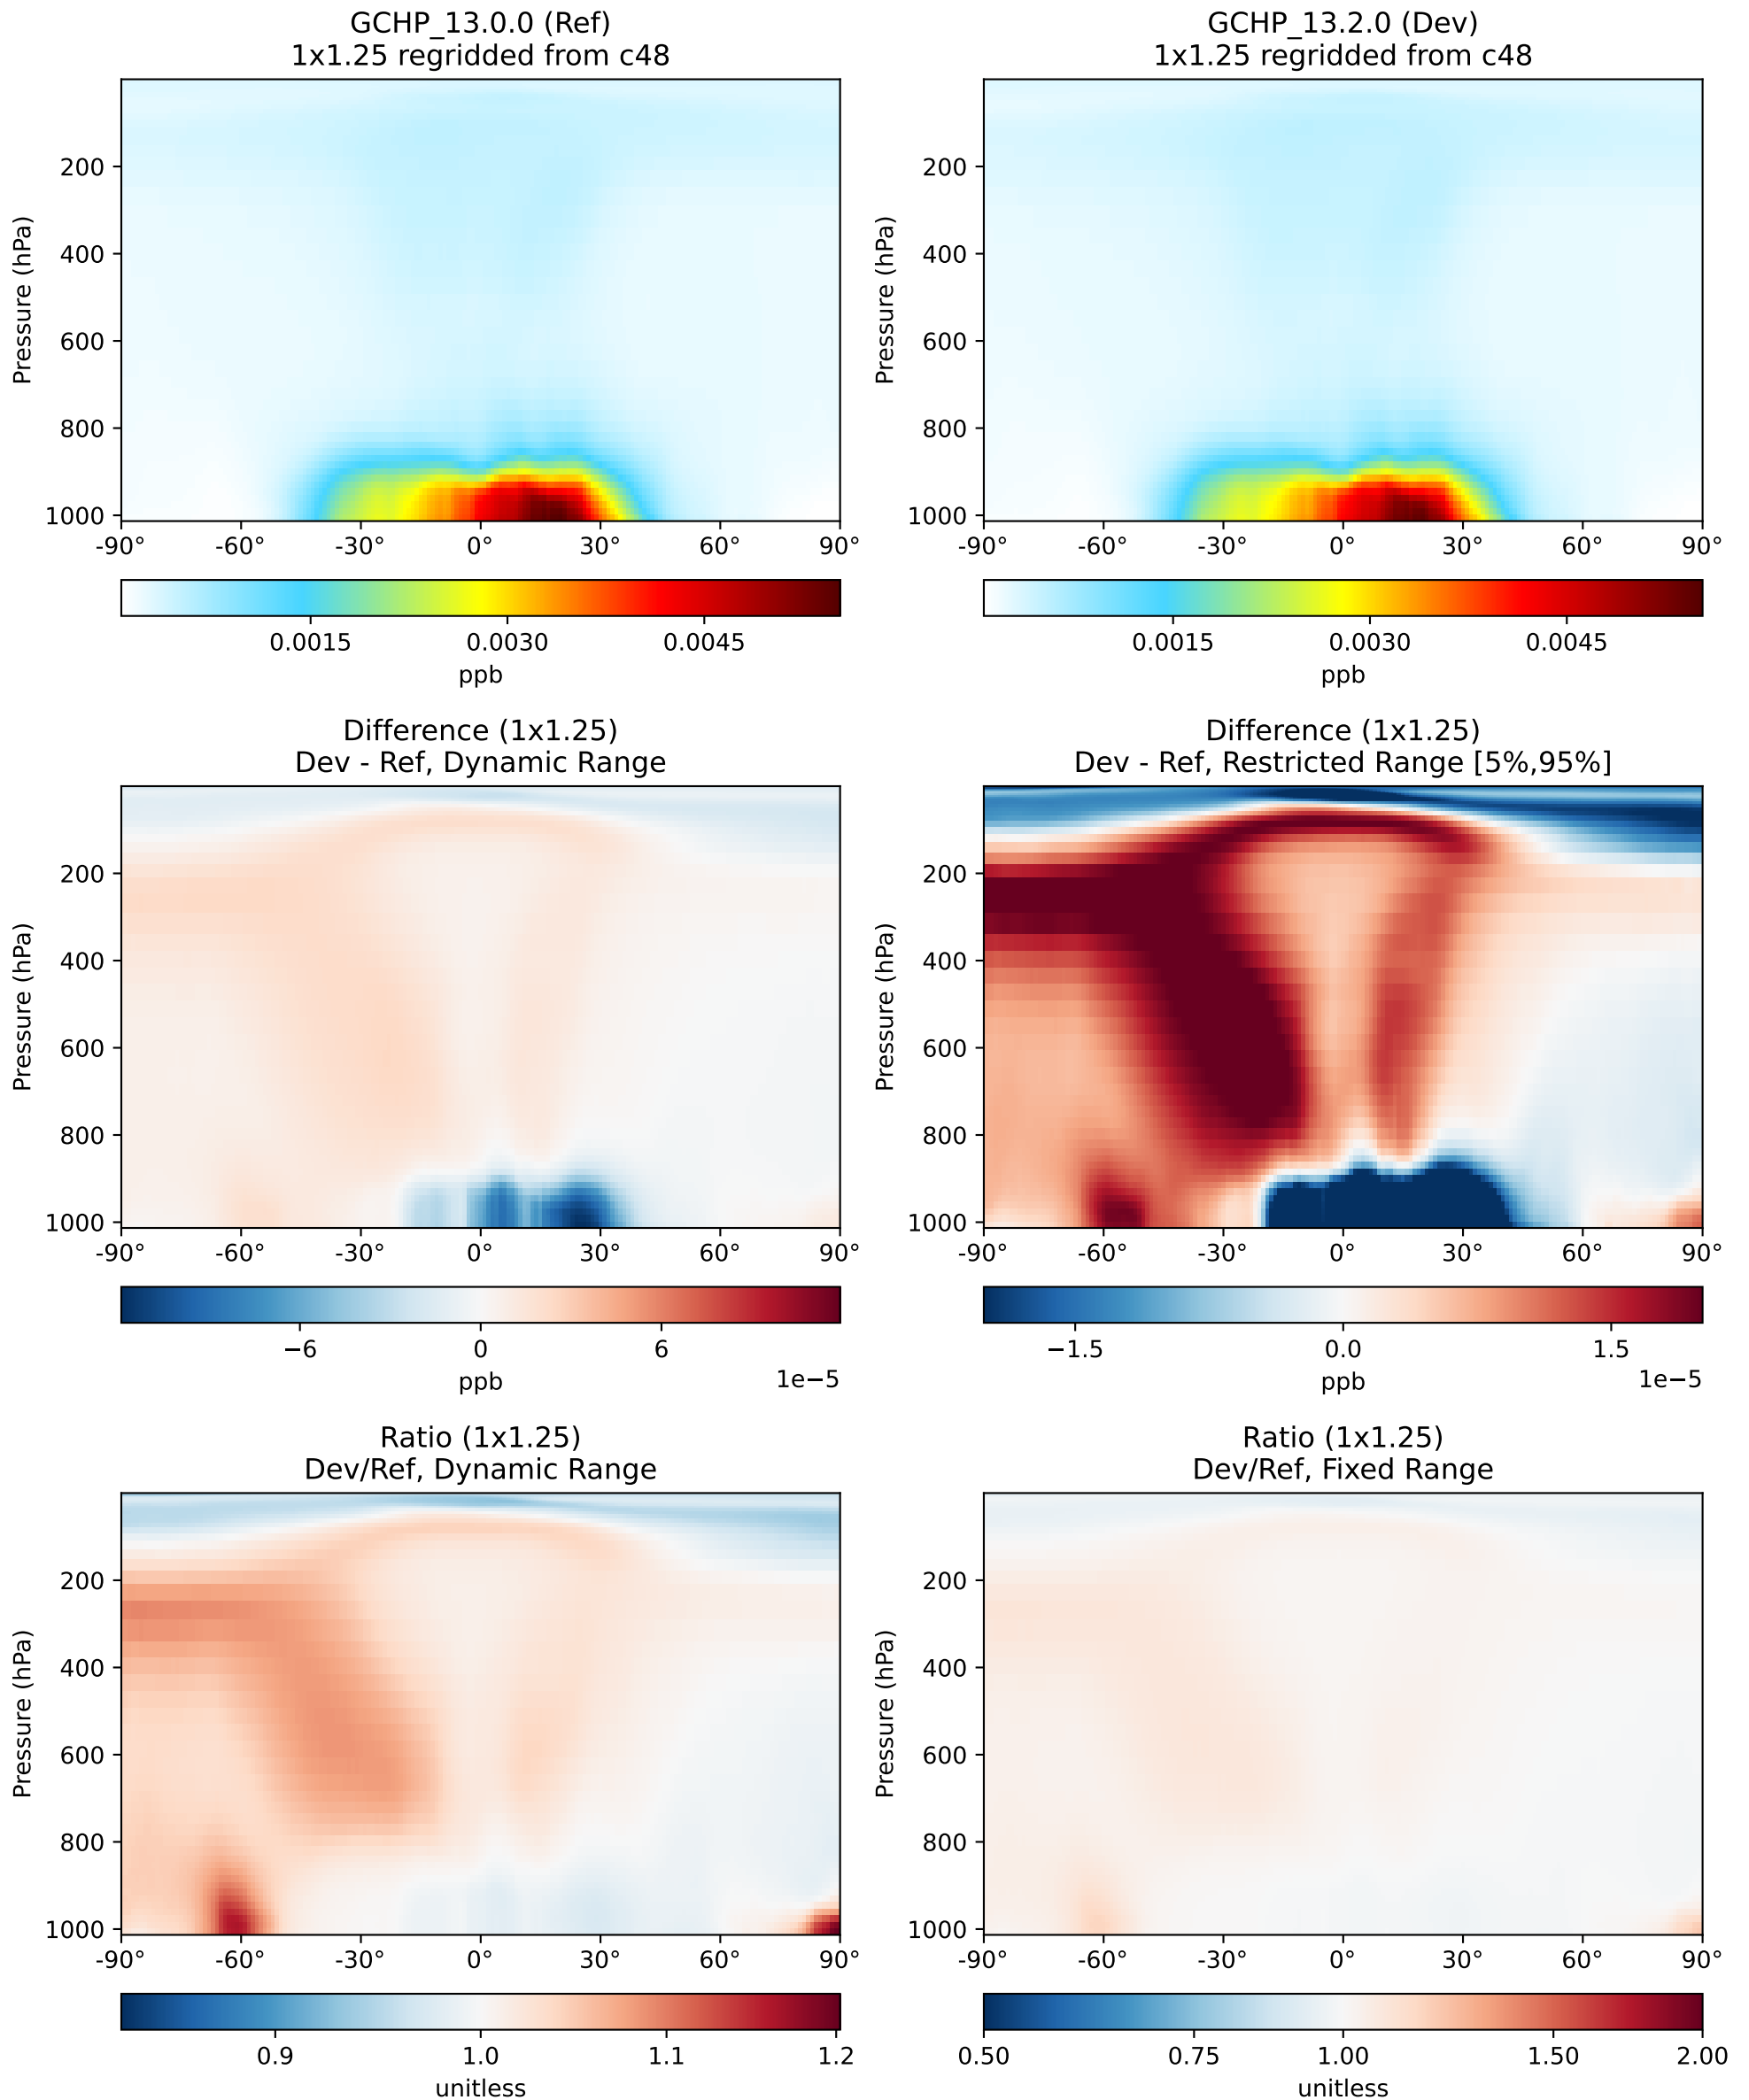 GCHP_13.0.0 (Ref)
1x1.25 regridded from c48
Pressure (hPa)
200
400
600
800
1000
-90° -60° -30° 0° 30° 60° 90°
0.0015 0.0030 0.0045
ppb
GCHP_13.2.0 (Dev)
1x1.25 regridded from c48
Pressure (hPa)
200
400
600
800
1000
-90° -60° -30° 0° 30° 60° 90°
0.0015 0.0030 0.0045
ppb
Difference (1x1.25)
Dev - Ref, Dynamic Range
Pressure (hPa)
200
400
600
800
1000
-90° -60° -30° 0° 30° 60° 90°
−6 0 6
ppb 1e−5
Difference (1x1.25)
Dev - Ref, Restricted Range [5%,95%]
Pressure (hPa)
200
400
600
800
1000
-90° -60° -30° 0° 30° 60° 90°
−1.5 0.0 1.5
ppb 1e−5
Ratio (1x1.25)
Dev/Ref, Dynamic Range
Pressure (hPa)
200
400
600
800
1000
-90° -60° -30° 0° 30° 60° 90°
0.9 1.0 1.1 1.2
unitless
Ratio (1x1.25)
Dev/Ref, Fixed Range
Pressure (hPa)
200
400
600
800
1000
-90° -60° -30° 0° 30° 60° 90°
0.50 0.75 1.00 1.50 2.00
unitless